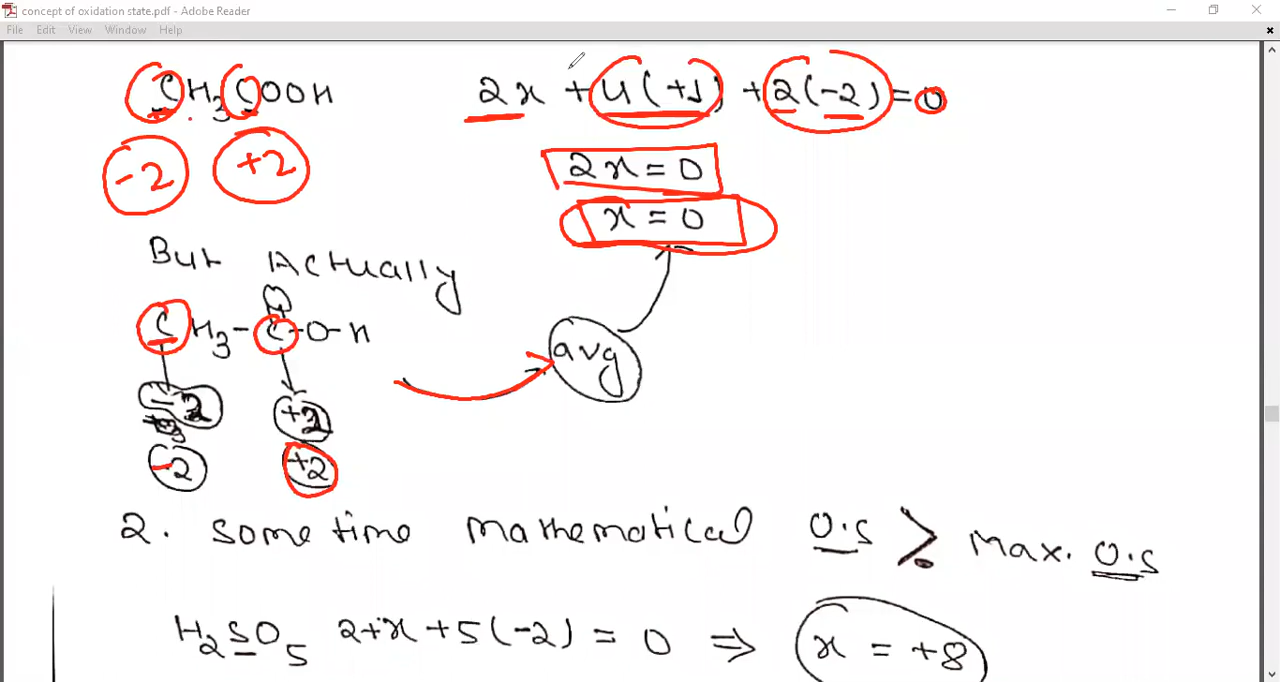 concept of oxidation state.pdf - Adobe Reader
File Edit View Window Help
CH3COOH 2x + 4(+1) + 2(-2) = 0
-2 +2 2x = 0
x = 0
But Actually
O
CH3-C-O-H
avg
-2 +2
-2 +2
2. some time mathematical O.S > Max. O.S
H2SO5 2+x+5(-2) = 0 ⇒ x = +8